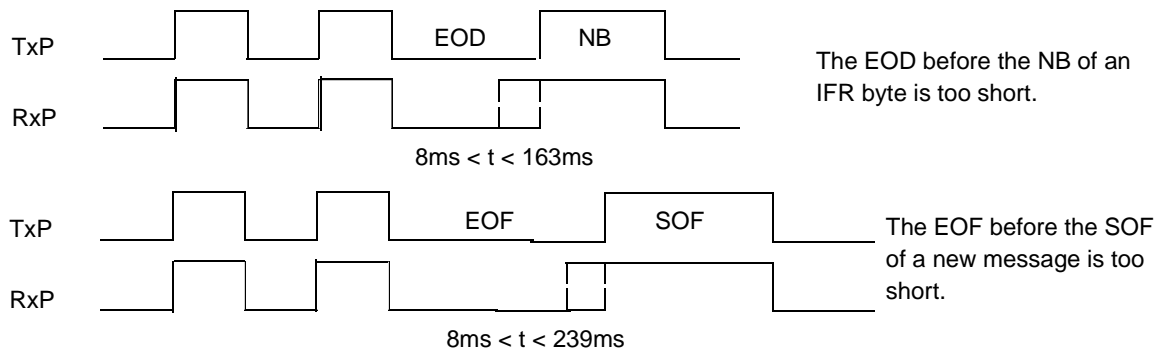 TxP
EOD
NB
The EOD before the NB of an
IFR byte is too short.
RxP
8ms < t < 163ms
TxP
EOF
SOF
The EOF before the SOF
of a new message is too
short.
RxP
8ms < t < 239ms